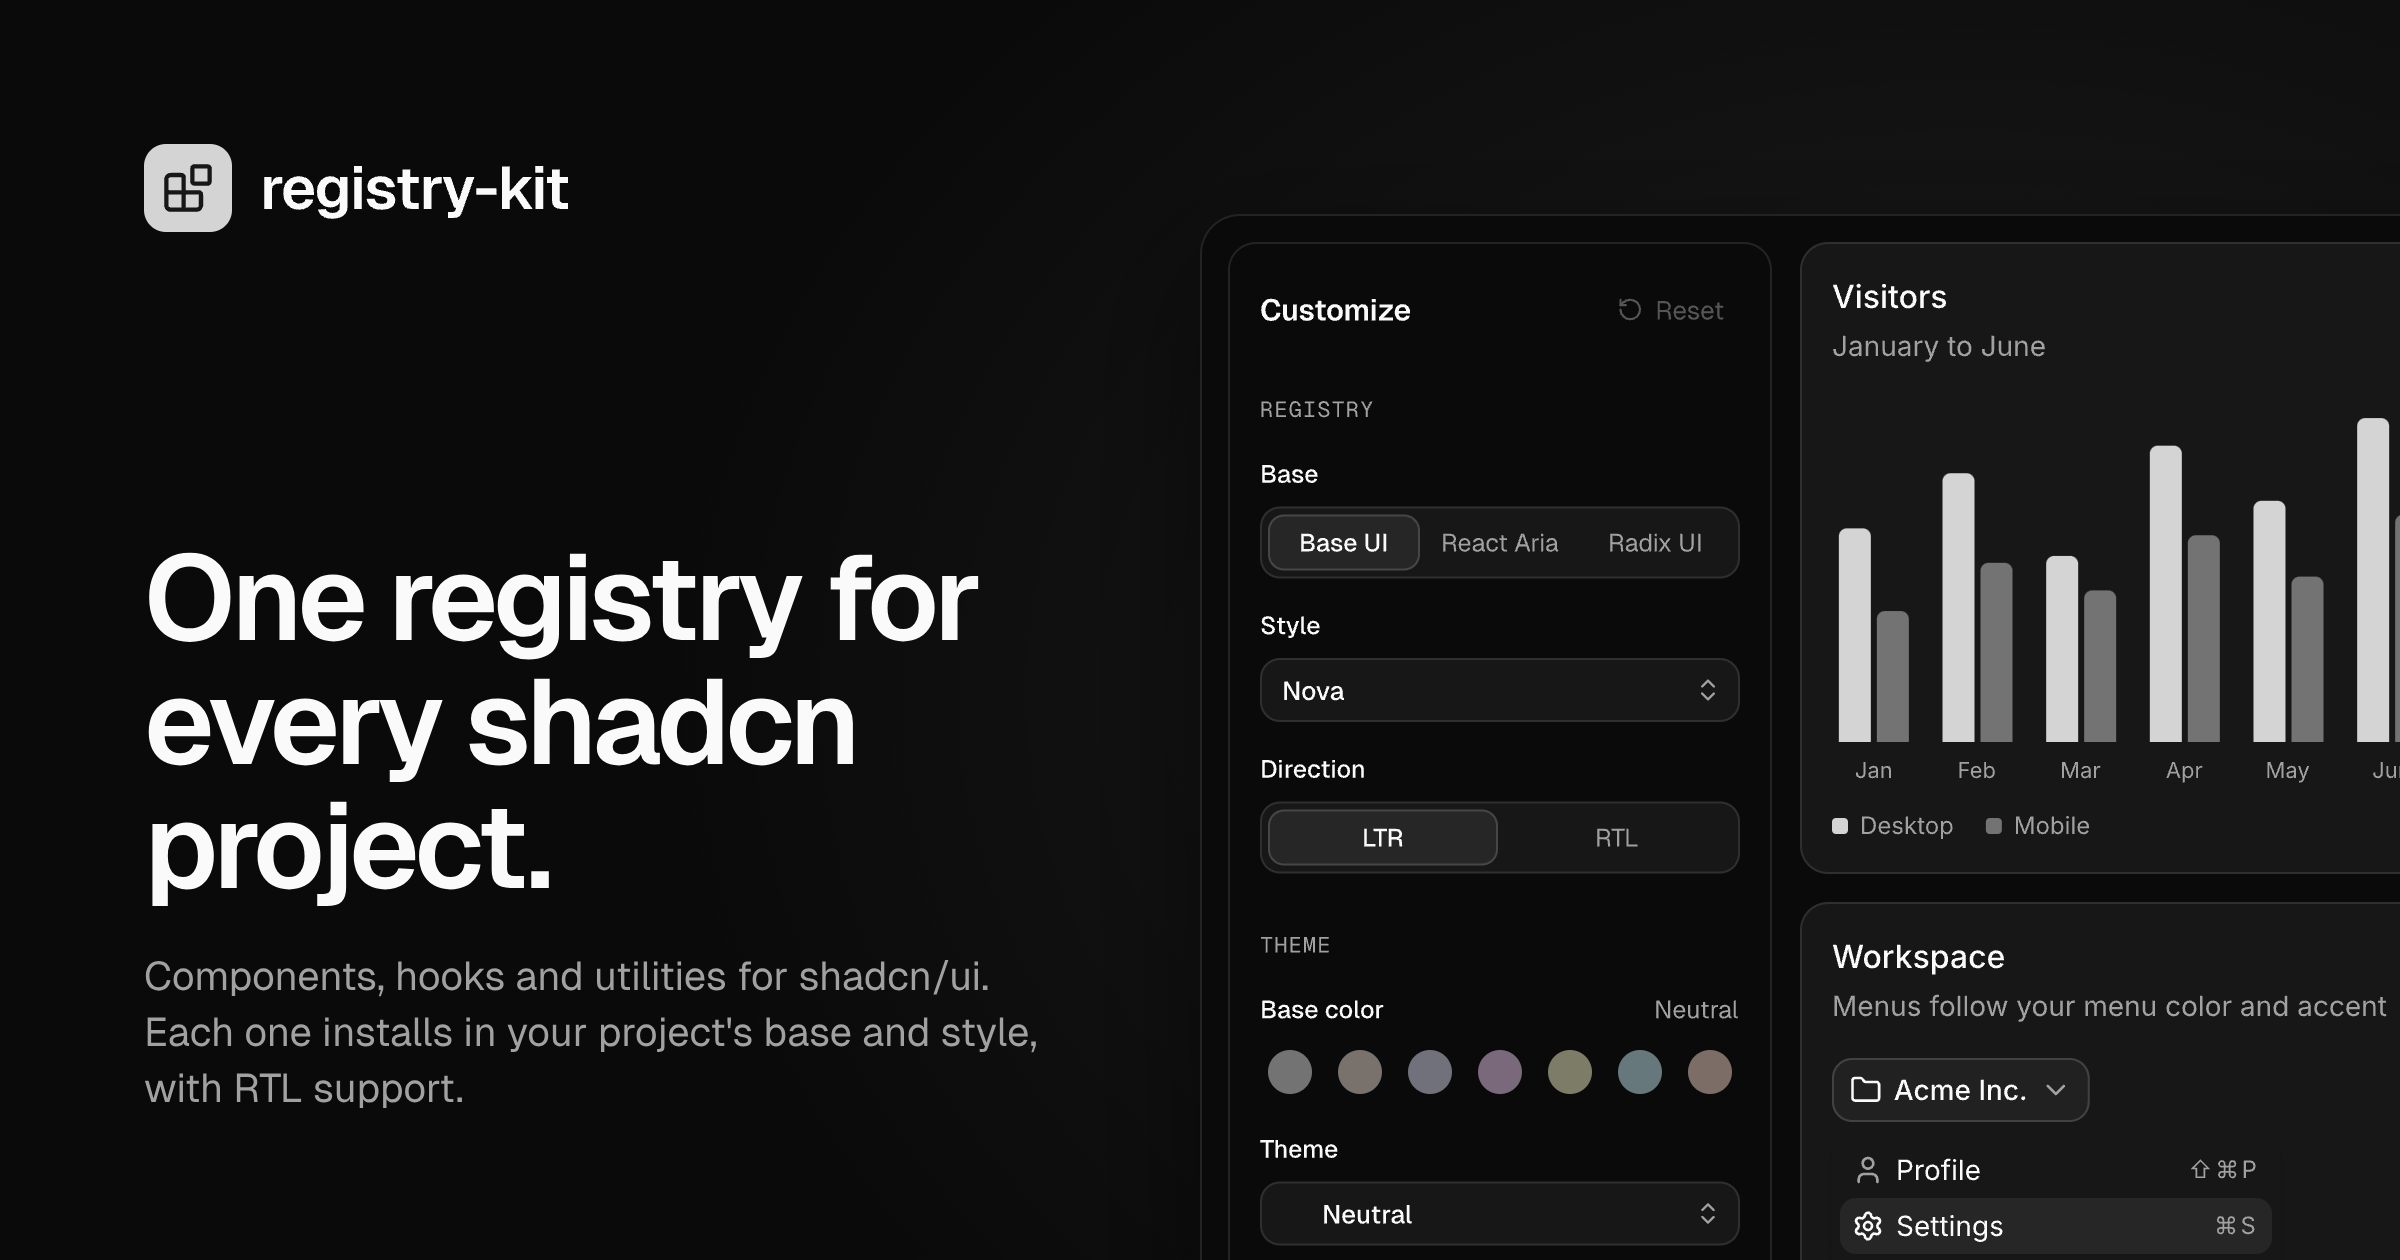 registry-kit
One registry for
every shadcn
project.
Components, hooks and utilities for shadcn/ui.
Each one installs in your project's base and style,
with RTL support.
Customize
Reset
REGISTRY
Base
Base UI
React Aria
Radix UI
Style
Nova
Direction
LTR
RTL
THEME
Base color
Neutral
Theme
Neutral
Visitors
January to June
Jan
Feb
Mar
Apr
May
Desktop
Mobile
Workspace
Menus follow your menu color and accent
Acme Inc.
Profile
⇧⌘P
Settings
⌘S